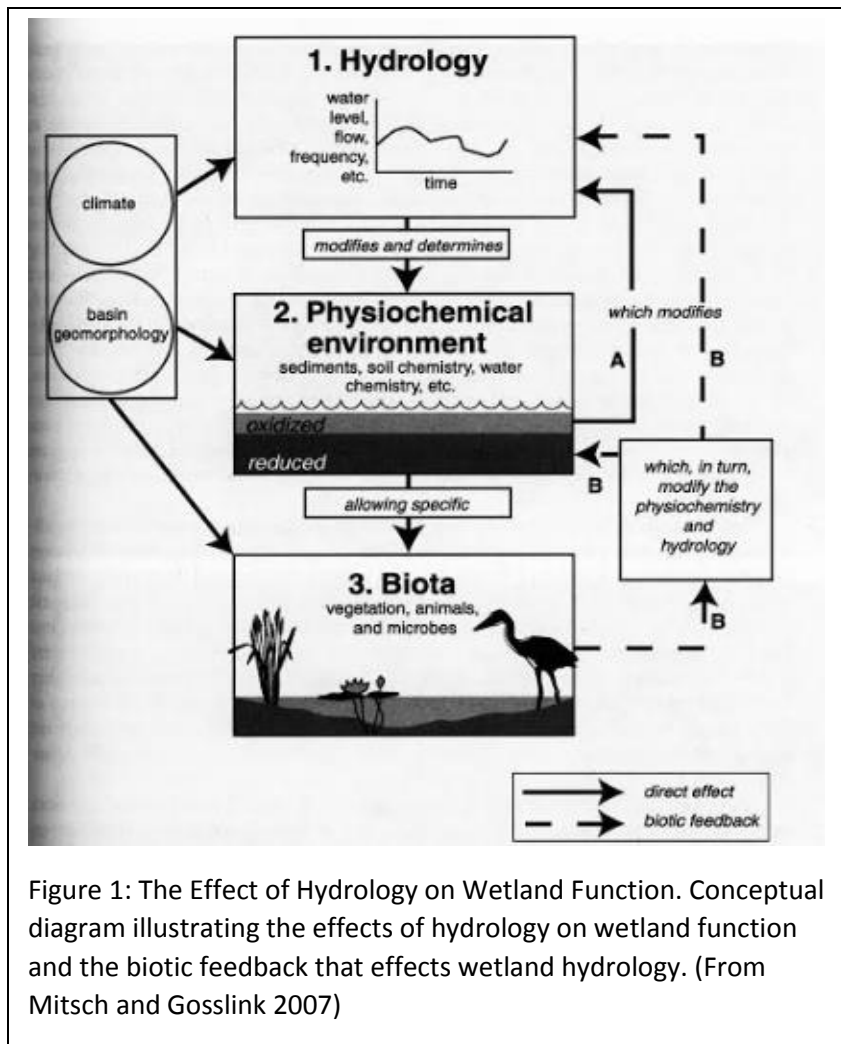 1. Hydrology
water
level,
flow,
frequency,
etc.
time
climate
modifies and determines
basin
geomorphology
2. Physiochemical
environment
sediments, soil chemistry, water
chemistry, etc.
which modifies
A
B
oxidized
reduced
B
which, in turn,
modify the
physiochemistry
and
hydrology
allowing specific
3. Biota
vegetation, animals,
and microbes
B
direct effect
biotic feedback
Figure 1: The Effect of Hydrology on Wetland Function. Conceptual
diagram illustrating the effects of hydrology on wetland function
and the biotic feedback that effects wetland hydrology. (From
Mitsch and Gosslink 2007)